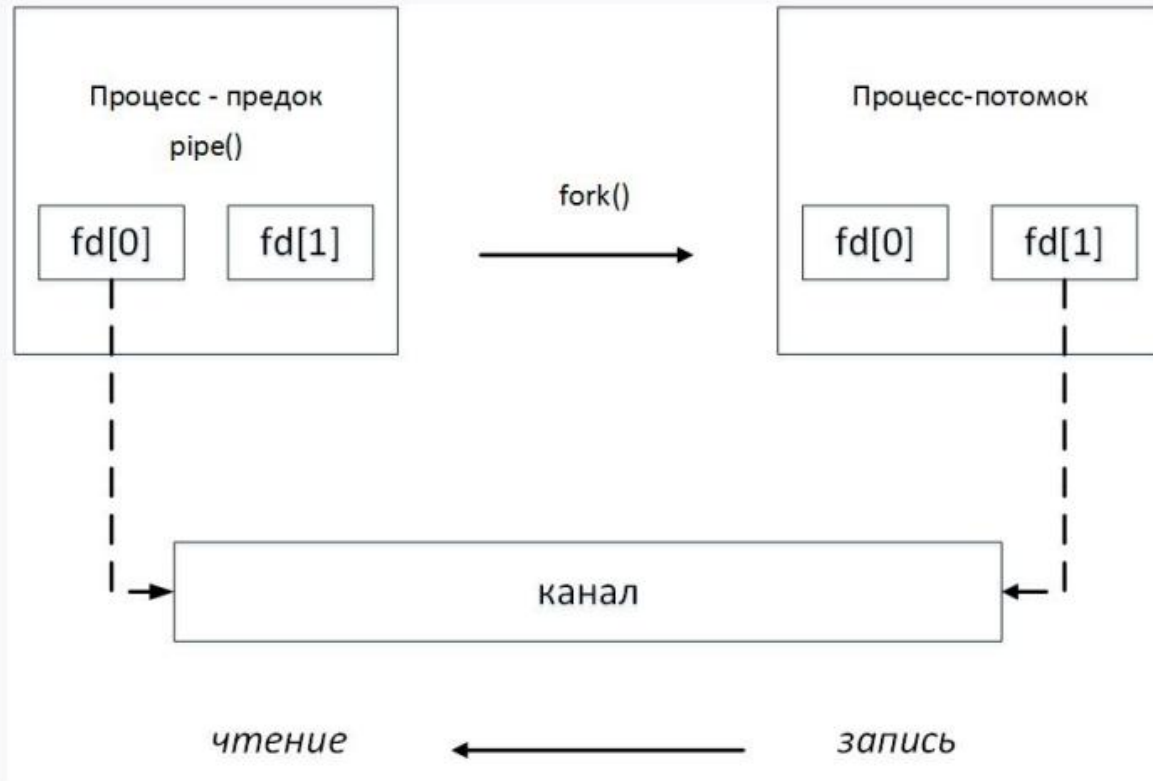 Процесс - предок
pipe()
Процесс-потомок
fork()
fd[0]
fd[1]
fd[0]
fd[1]
канал
чтение
запись